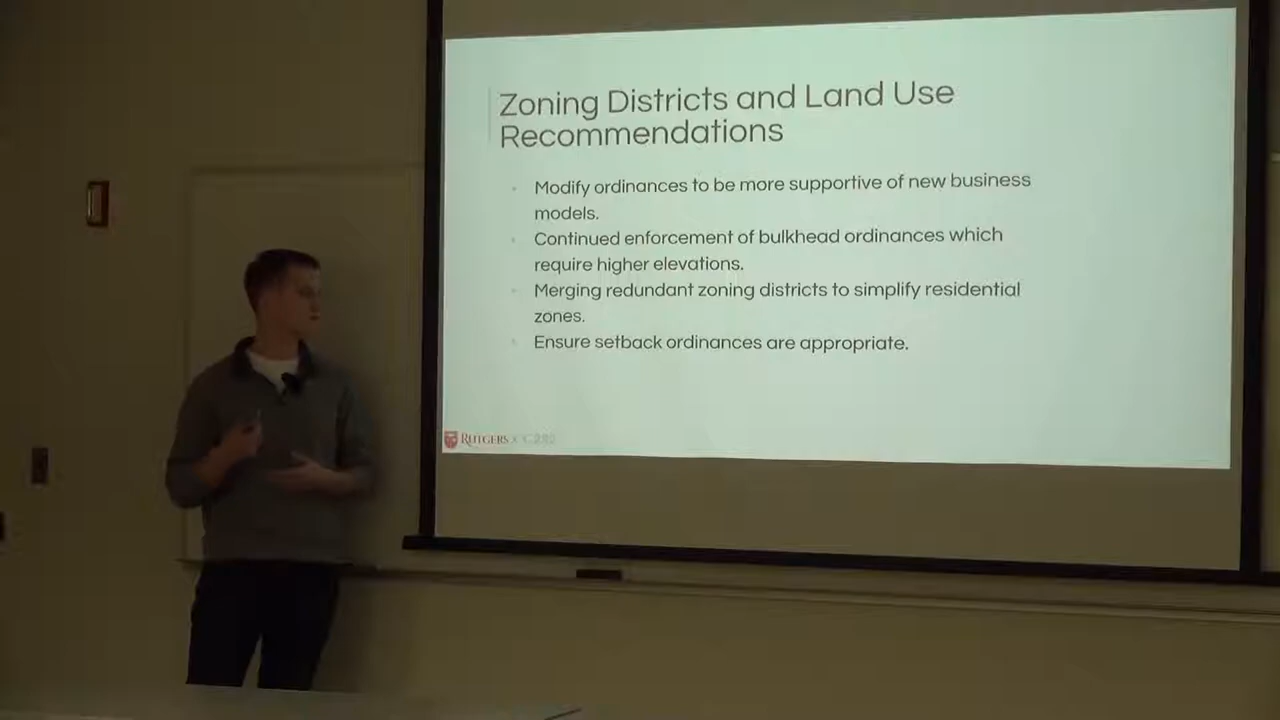 Zoning Districts and Land Use
Recommendations
Modify ordinances to be more supportive of new business
models.
Continued enforcement of bulkhead ordinances which
require higher elevations.
Merging redundant zoning districts to simplify residential
zones.
Ensure setback ordinances are appropriate.
RUTGERS